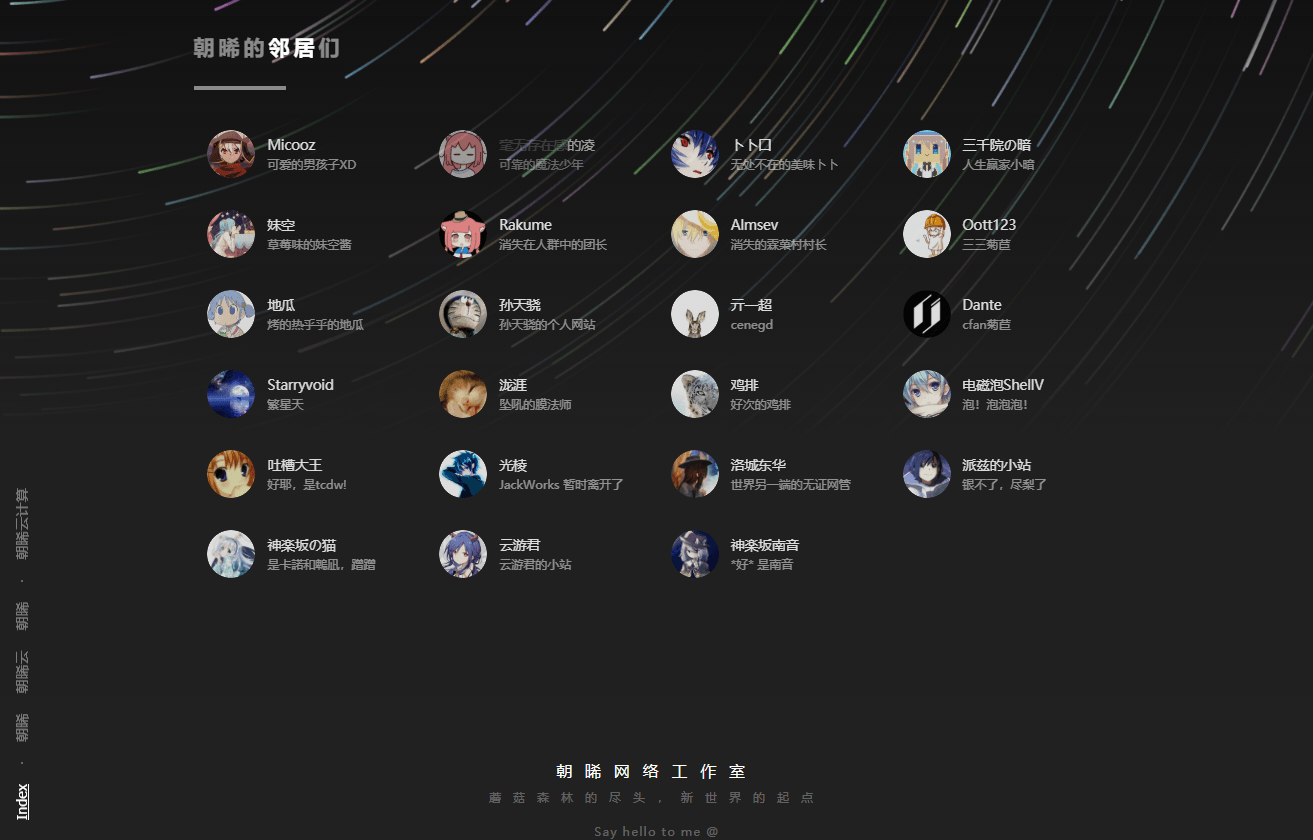 朝晞的邻居们
Micooz
可爱的男孩子XD
毫无存在感的凌
可靠的魔法少年
卜卜口
无处不在的美味卜卜
三千院の暗
人生赢家小暗
妹空
草莓味的妹空酱
Rakume
消失在人群中的团长
Almsev
消失的霖菜村村长
Oott123
三三菊苣
地瓜
烤的热乎乎的地瓜
孙天骁
孙天骁的个人网站
亓一超
cenegd
Dante
cfan菊苣
Starryvoid
繁星天
泷涯
坠吼的膜法师
鸡排
好次的鸡排
电磁泡ShellV
泡！泡泡泡！
吐槽大王
好耶，是tcdw!
光棱
JackWorks 暂时离开了
洛城东华
世界另一端的无证网管
派兹的小站
银不了，尽梨了
神楽坂の猫
是卡諾和鵺凪，蹭蹭
云游君
云游君的小站
神楽坂南音
*好* 是南音
朝晞云计算
·
朝晞
朝晞云
朝晞
·
Index
朝晞网络工作室
蘑菇森林的尽头，新世界的起点
Say hello to me @